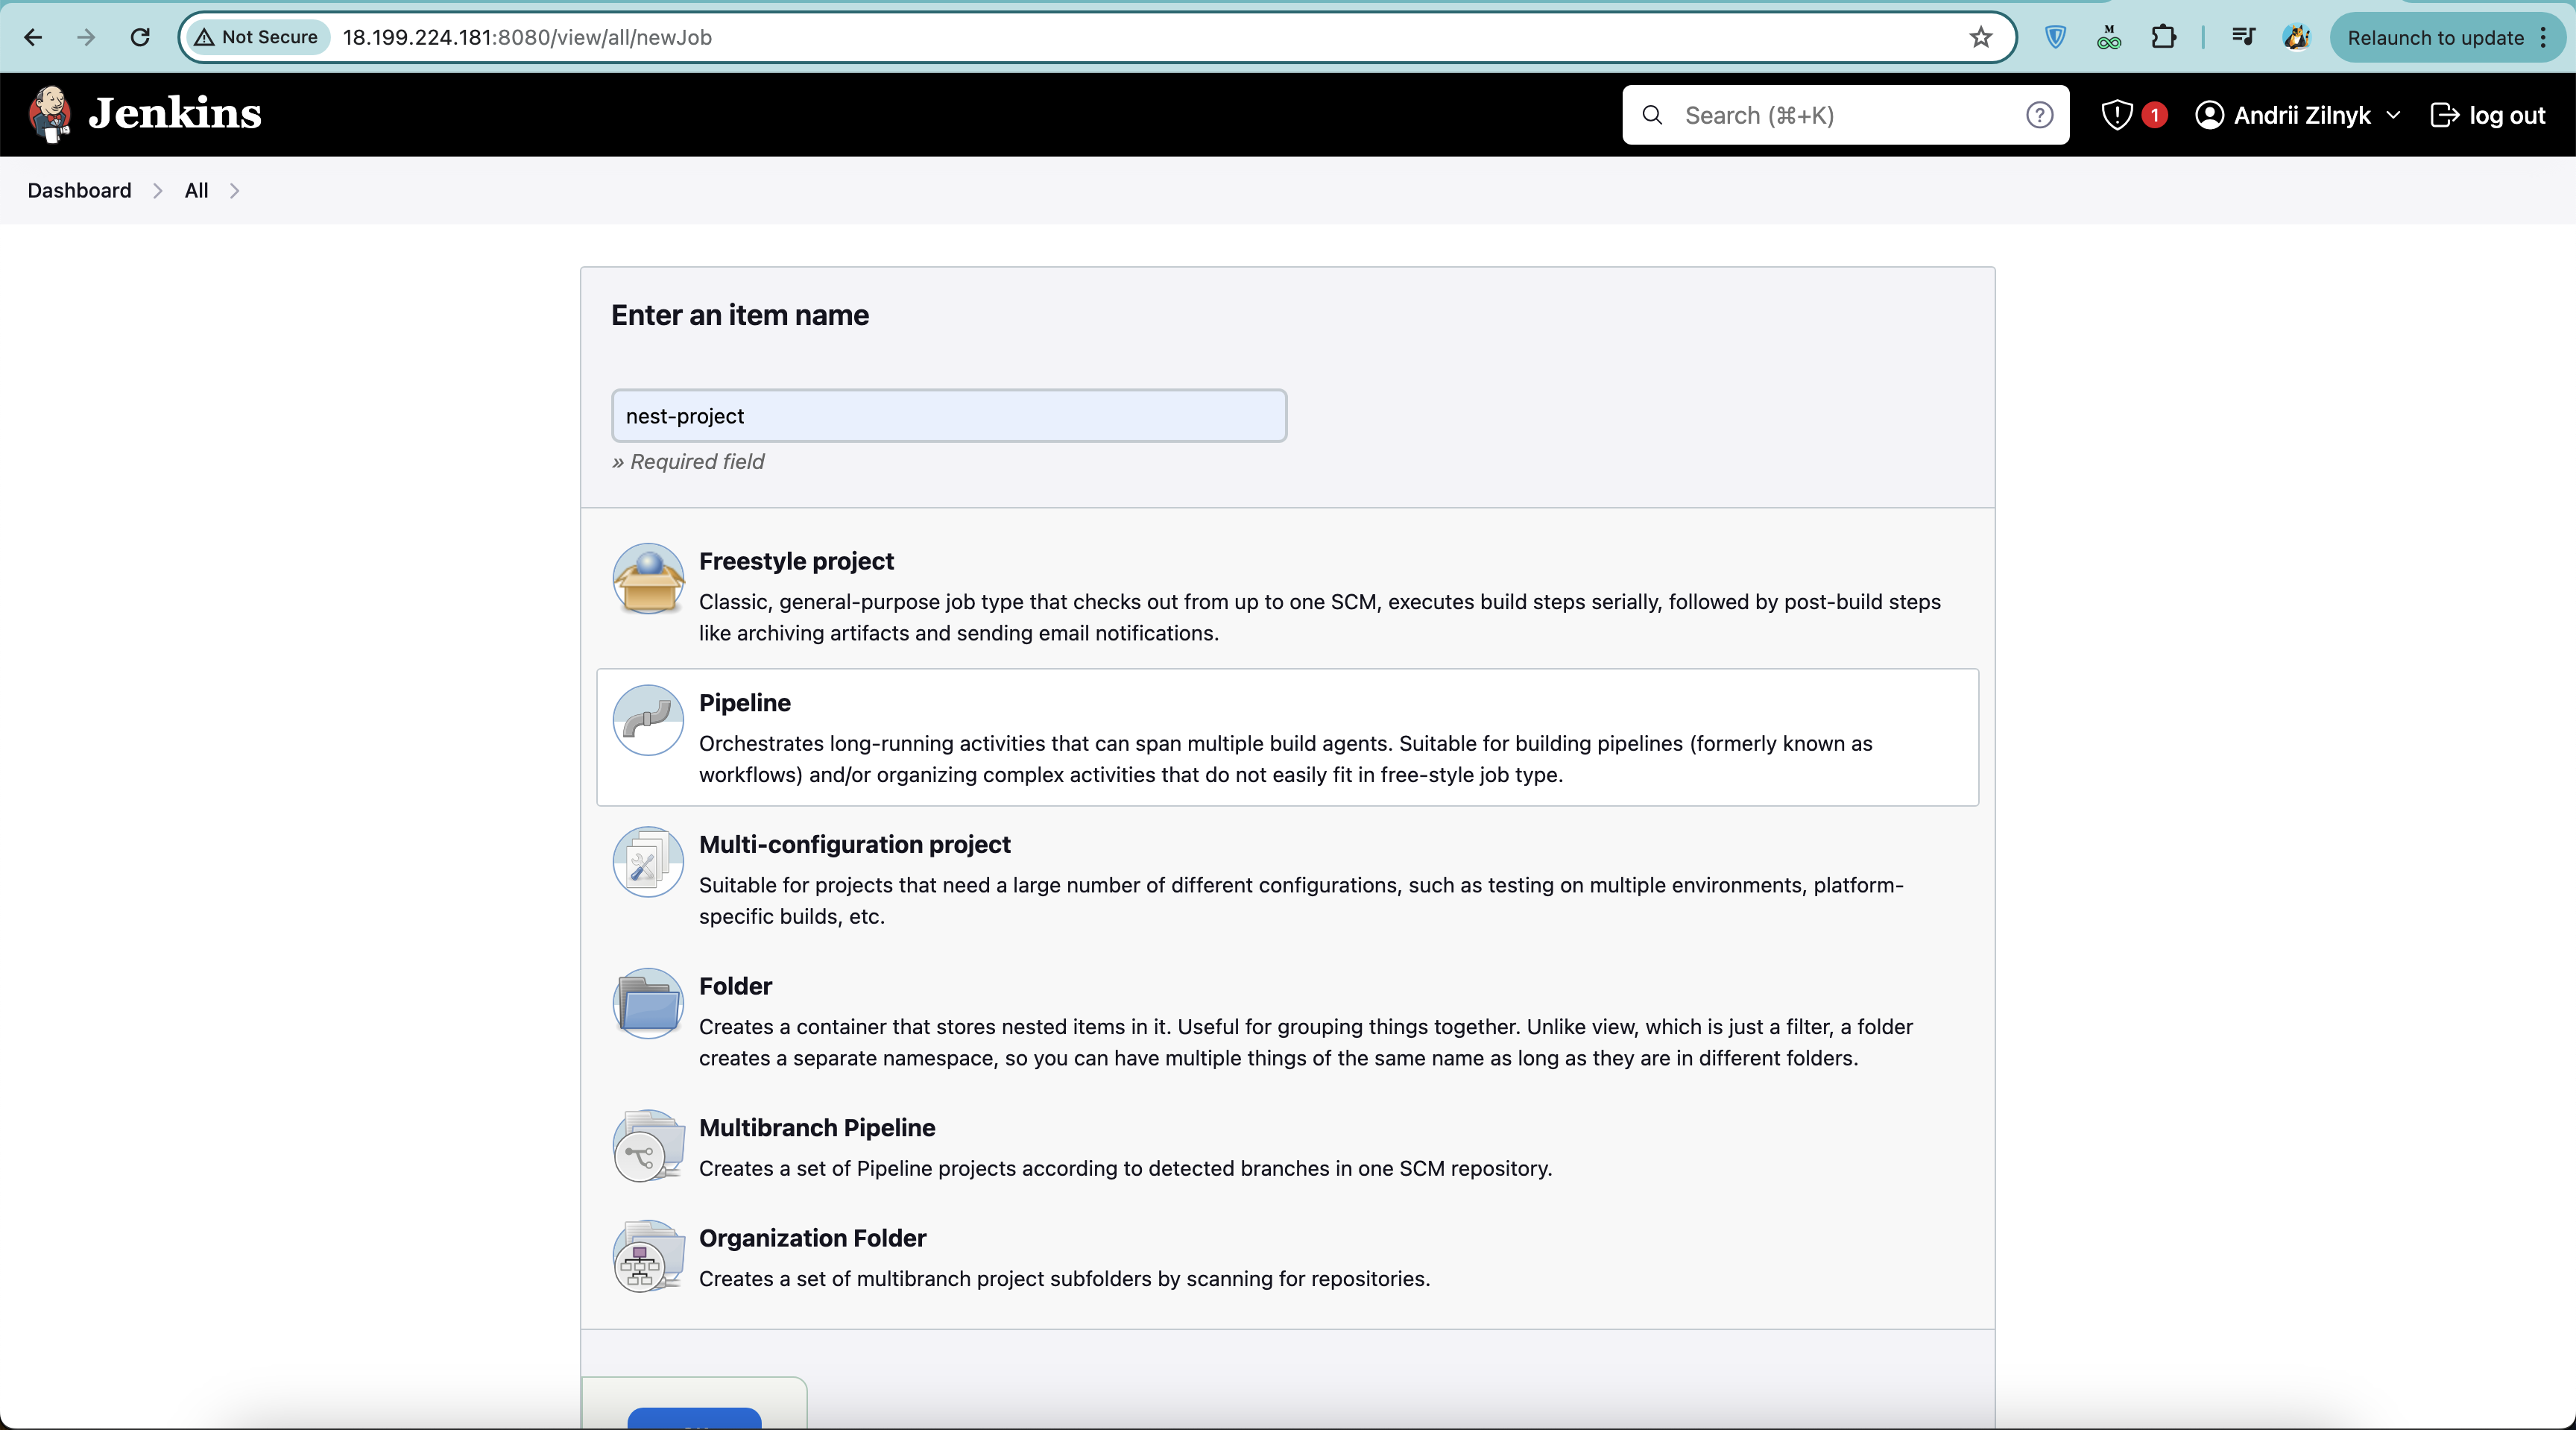 Not Secure 18.199.224.181:8080/view/all/newJob M Relaunch to update
Jenkins Search (⌘+K) ? 1 Andrii Zilnyk log out
Dashboard All
Enter an item name
nest-project
» Required field
Freestyle project
Classic, general-purpose job type that checks out from up to one SCM, executes build steps serially, followed by post-build steps
like archiving artifacts and sending email notifications.
Pipeline
Orchestrates long-running activities that can span multiple build agents. Suitable for building pipelines (formerly known as
workflows) and/or organizing complex activities that do not easily fit in free-style job type.
Multi-configuration project
Suitable for projects that need a large number of different configurations, such as testing on multiple environments, platform-
specific builds, etc.
Folder
Creates a container that stores nested items in it. Useful for grouping things together. Unlike view, which is just a filter, a folder
creates a separate namespace, so you can have multiple things of the same name as long as they are in different folders.
Multibranch Pipeline
Creates a set of Pipeline projects according to detected branches in one SCM repository.
Organization Folder
Creates a set of multibranch project subfolders by scanning for repositories.